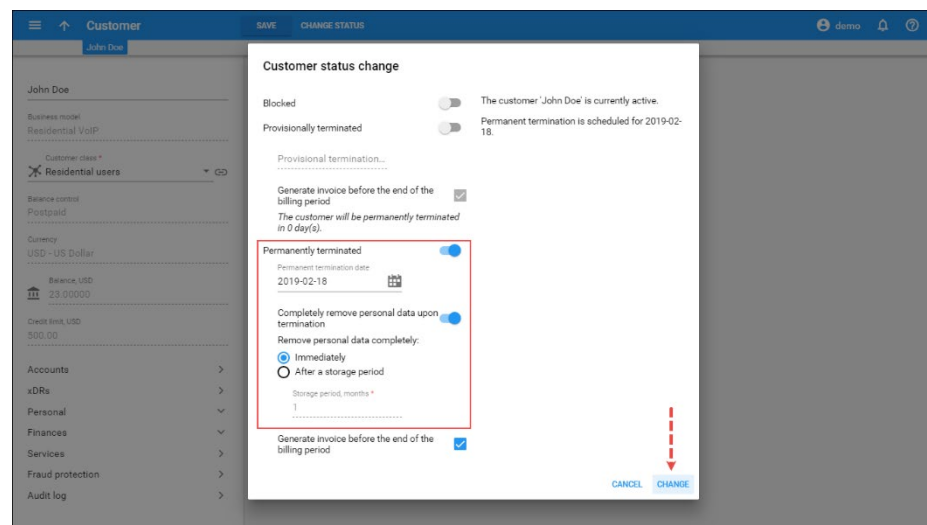 Customer
SAVE
CHANGE STATUS
demo
John Doe
John Doe
Business model
Residential VoIP
Customer class *
Residential users
Balance control
Postpaid
Currency
USD - US Dollar
Balance, USD
23.00000
Credit limit, USD
500.00
Accounts
xDRs
Personal
Finances
Services
Fraud protection
Audit log
Customer status change
Blocked
The customer 'John Doe' is currently active.
Provisionally terminated
Permanent termination is scheduled for 2019-02-
18.
Provisional termination...
Generate invoice before the end of the
billing period
The customer will be permanently terminated
in 0 day(s).
Permanently terminated
Permanent termination date
2019-02-18
Completely remove personal data upon
termination
Remove personal data completely:
Immediately
After a storage period
Storage period, months *
1
Generate invoice before the end of the
billing period
CANCEL
CHANGE